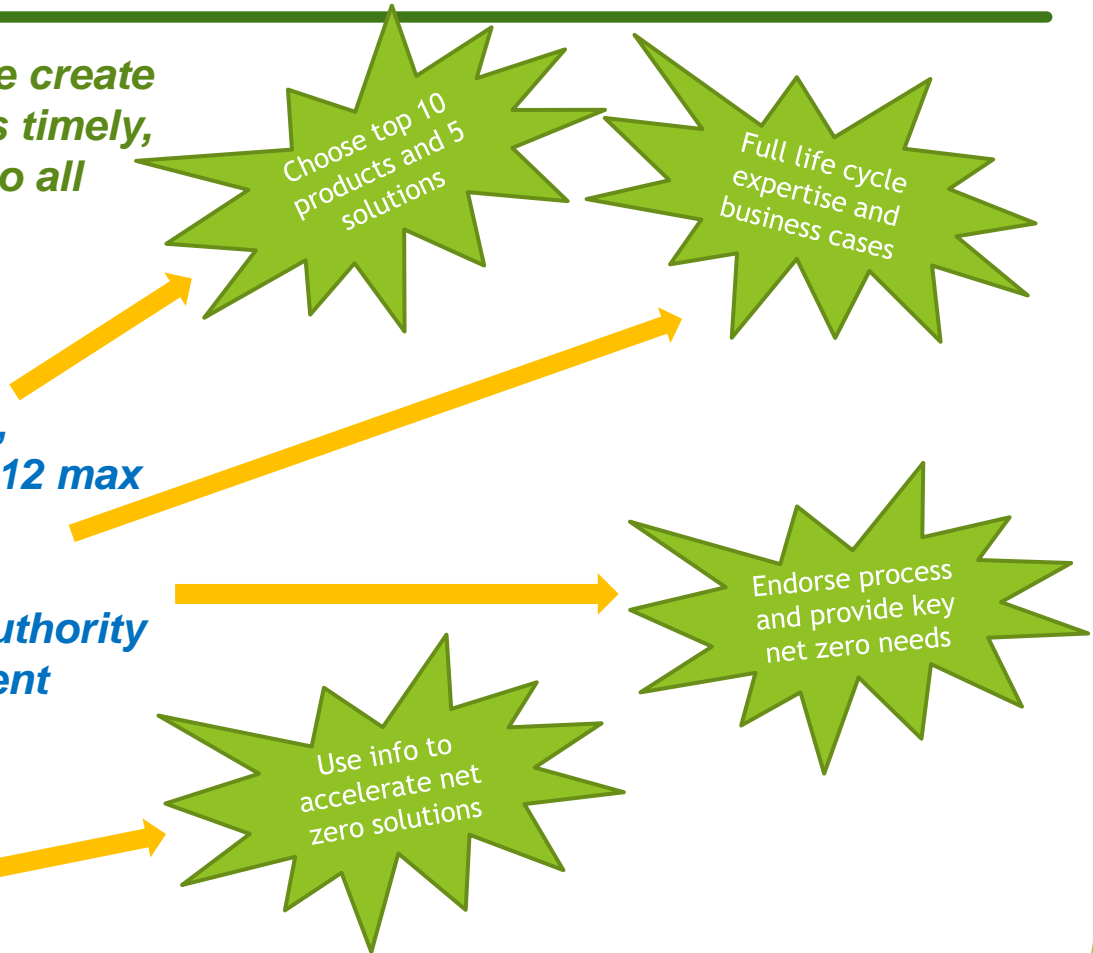 e create
s timely,
o all
Choose top 10
products and 5
solutions
Full life cycle
expertise and
business cases
,
12 max
Endorse process
and provide key
net zero needs
uthority
ent
Use info to
accelerate net
zero solutions